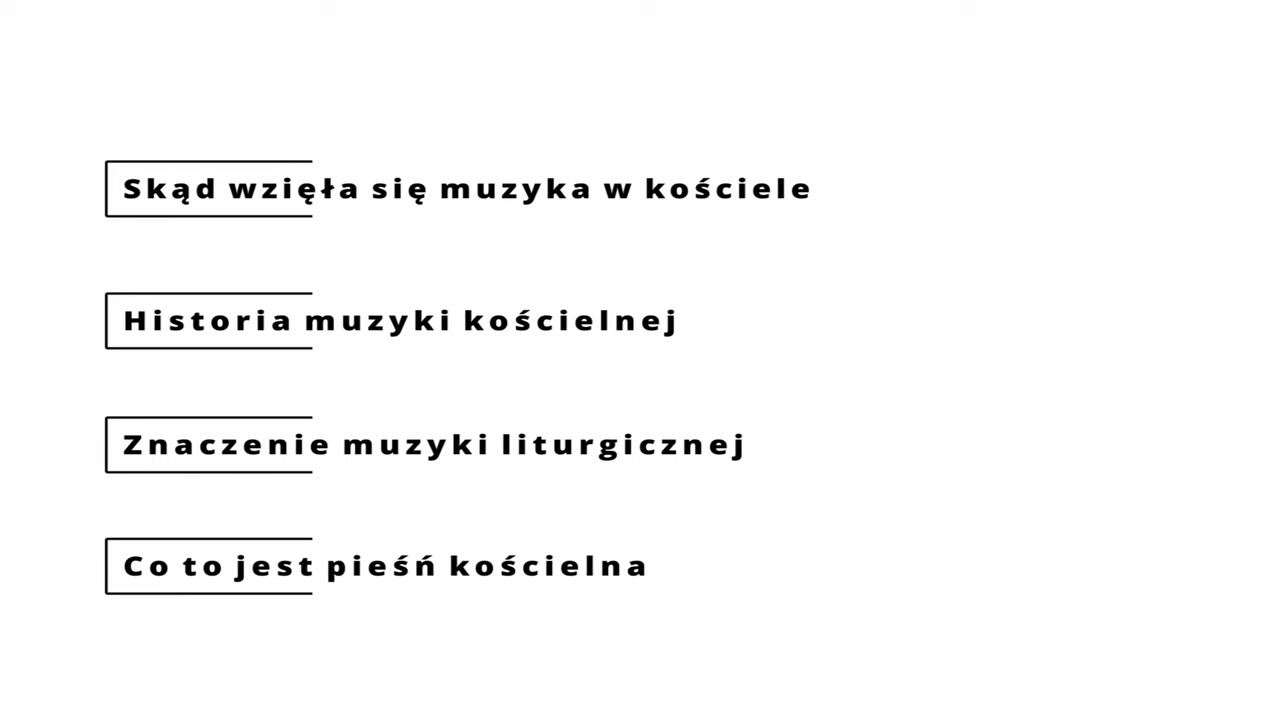 Skąd wzięła się muzyka w kościele
Historia muzyki kościelnej
Znaczenie muzyki liturgicznej
Co to jest pieśń kościelna